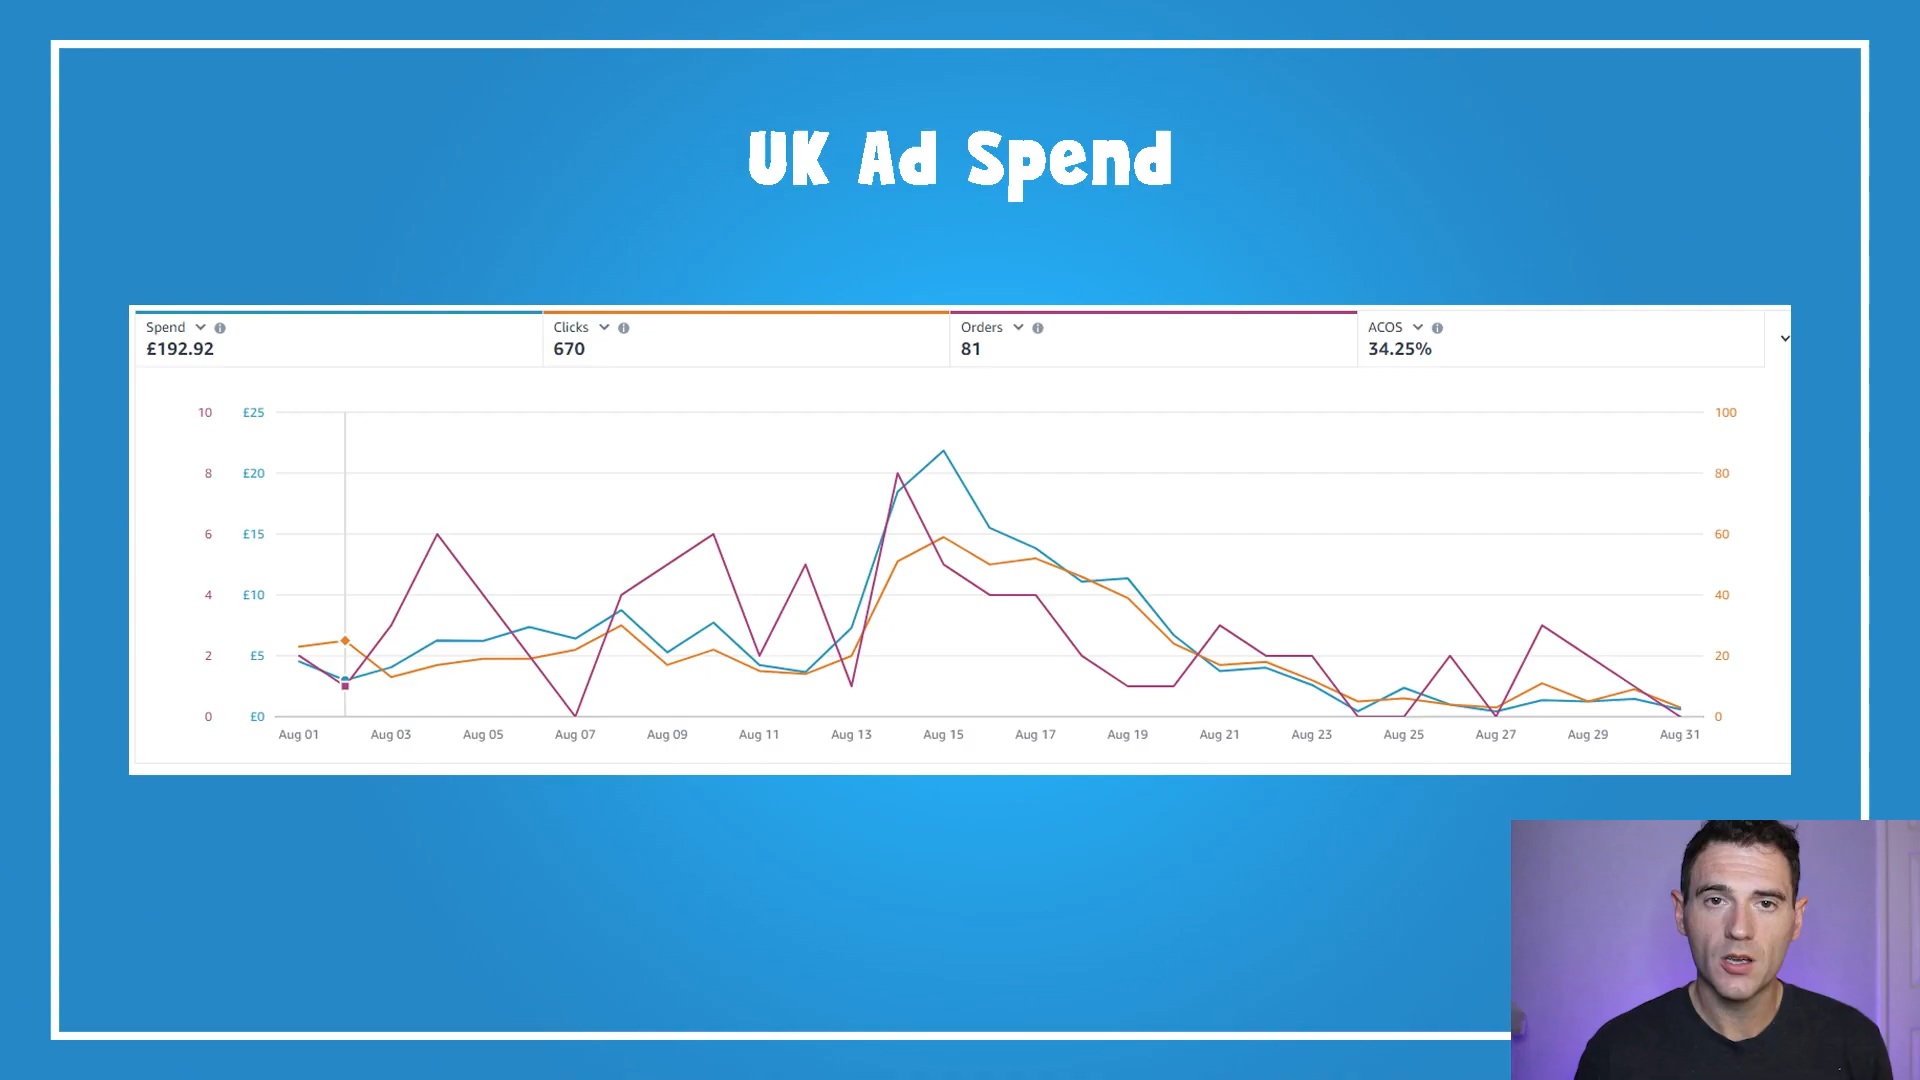 UK Ad Spend
Spend Clicks Orders ACOS
£192.92 670 81 34.25%
10 £25 100
8 £20 80
6 £15 60
4 £10 40
2 £5 20
0 £0 0
Aug 01 Aug 03 Aug 05 Aug 07 Aug 09 Aug 11 Aug 13 Aug 15 Aug 17 Aug 19 Aug 21 Aug 23 Aug 25 Aug 27 Aug 29 Aug 31